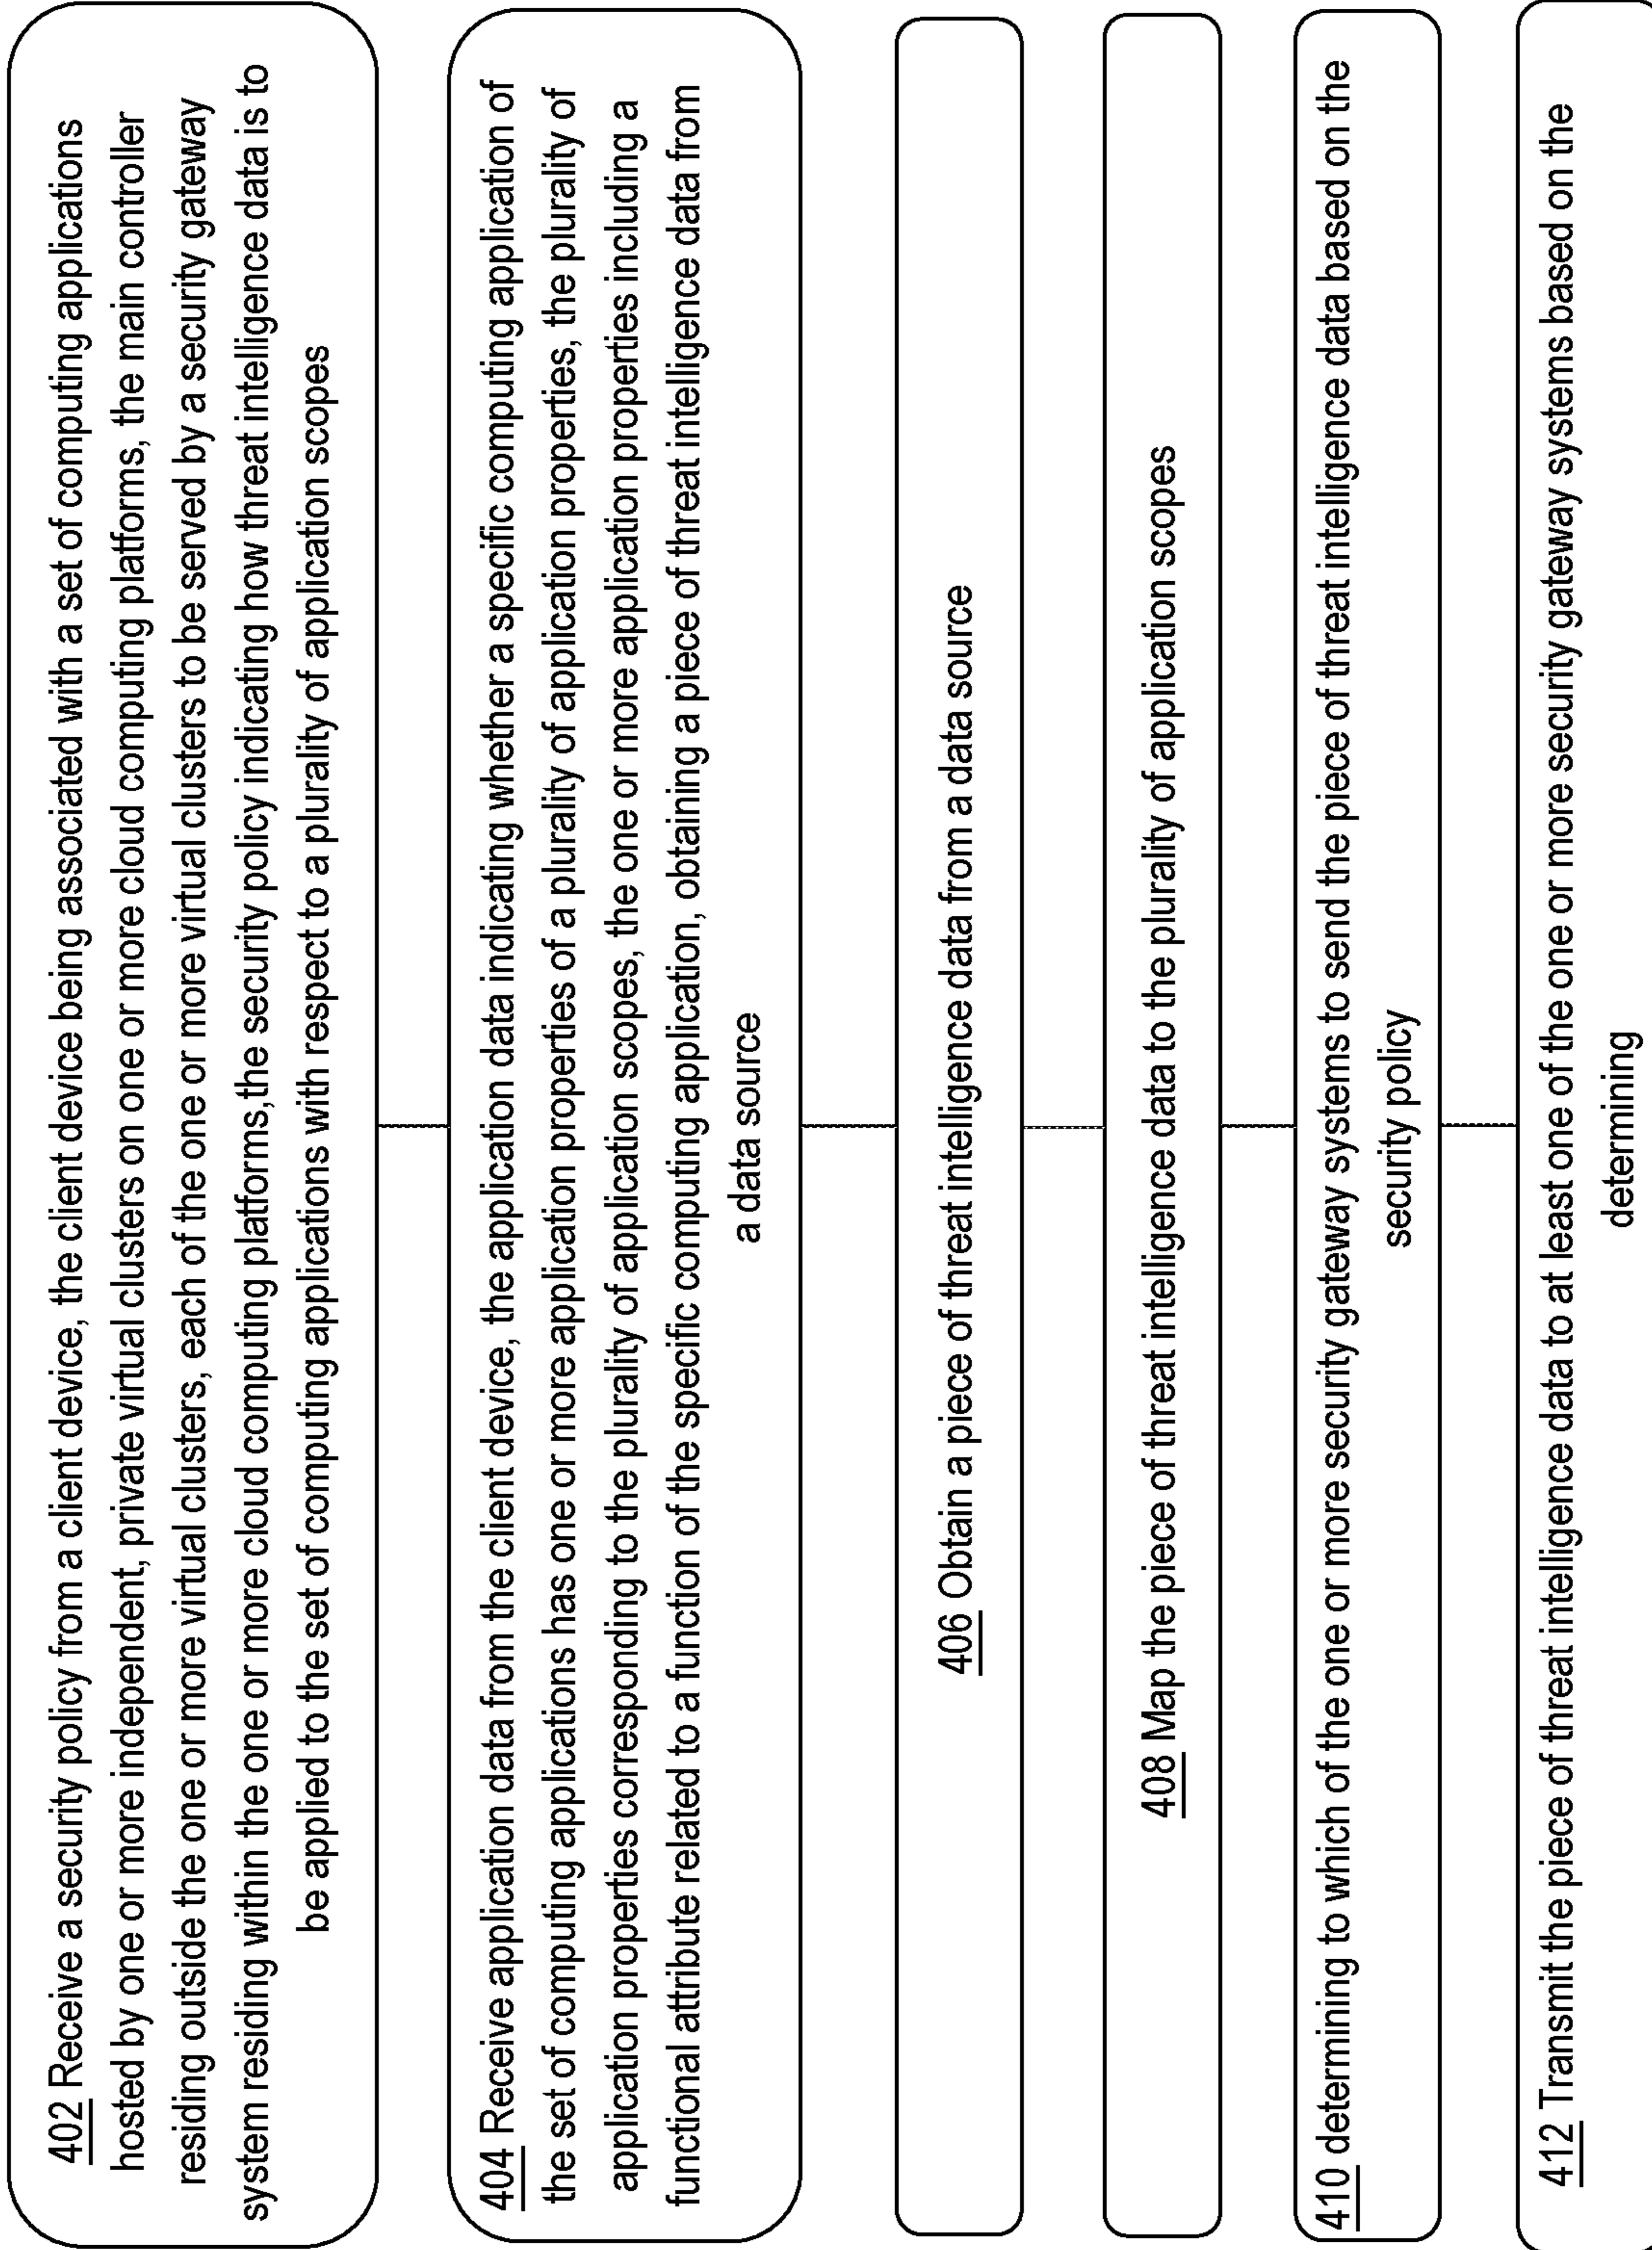 402 Receive a security policy from a client device, the client device being associated with a set of computing applications
hosted by one or more independent, private virtual clusters on one or more cloud computing platforms, the main controller
residing outside the one or more virtual clusters, each of the one or more virtual clusters to be served by a security gateway
system residing within the one or more cloud computing platforms,the security policy indicating how threat intelligence data is to
be applied to the set of computing applications with respect to a plurality of application scopes
404 Receive application data from the client device, the application data indicating whether a specific computing application of
the set of computing applications has one or more application properties of a plurality of application properties, the plurality of
application properties corresponding to the plurality of application scopes, the one or more application properties including a
functional attribute related to a function of the specific computing application, obtaining a piece of threat intelligence data from
a data source
406 Obtain a piece of threat intelligence data from a data source
408 Map the piece of threat intelligence data to the plurality of application scopes
410 determining to which of the one or more security gateway systems to send the piece of threat intelligence data based on the
security policy
412 Transmit the piece of threat intelligence data to at least one of the one or more security gateway systems based on the
determining